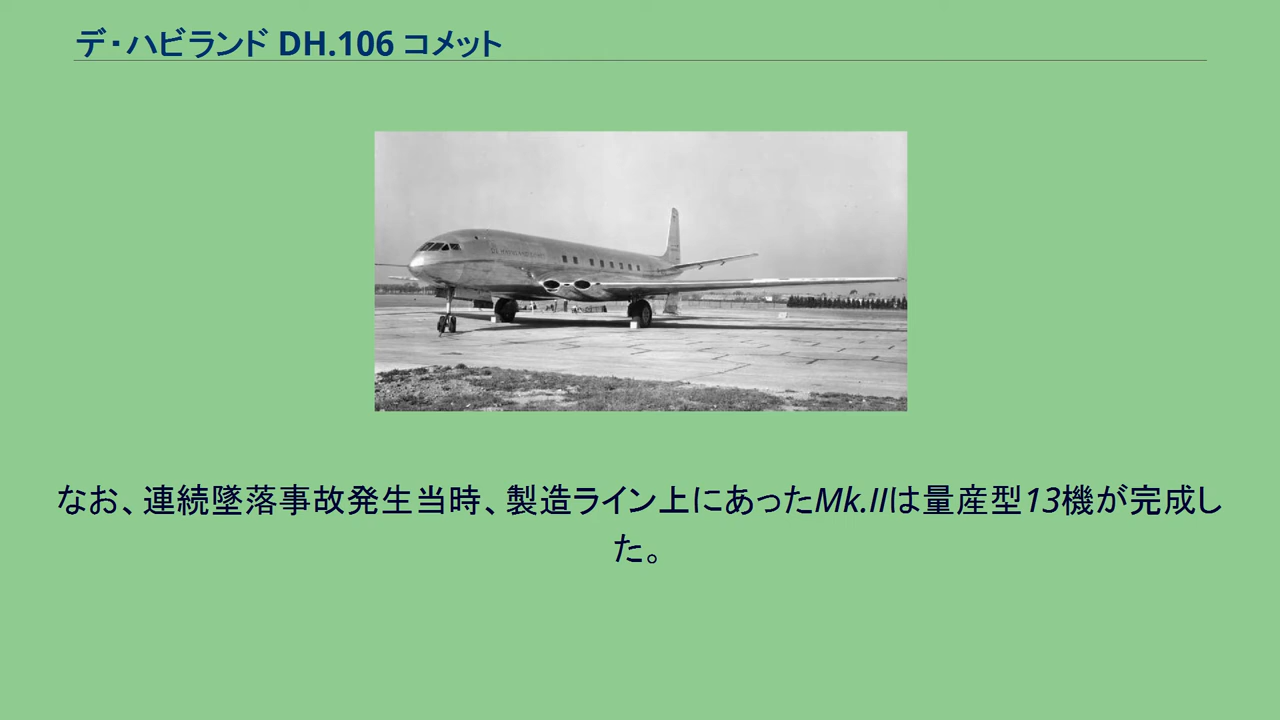 デ・ハビランド DH.106 コメット
なお、連続墜落事故発生当時、製造ライン上にあったMk.IIは量産型13機が完成し
た。